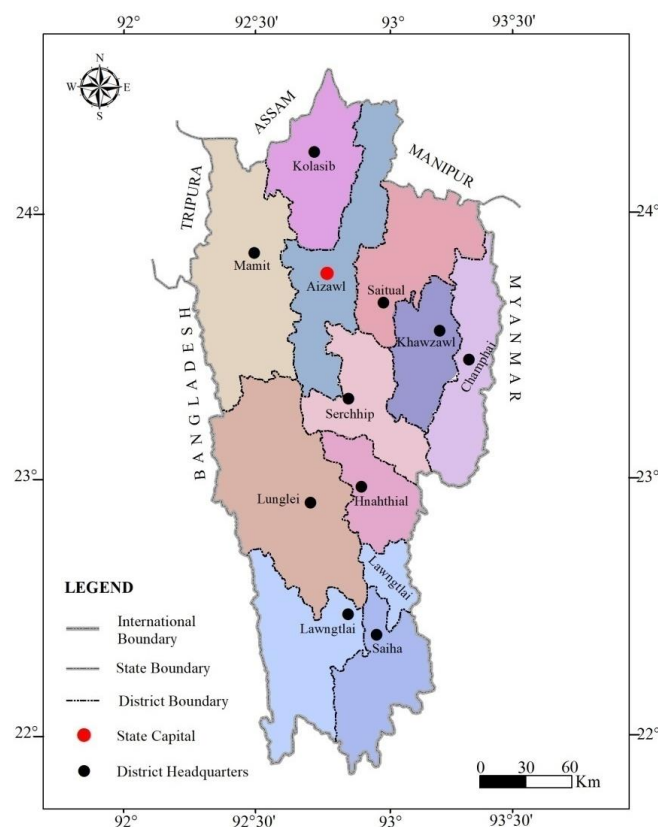 92°
92°30'
93°
93°30'
N
W
E
S
ASSAM
MANIPUR
TRIPURA
Kolasib
24°
24°
Mamit
Aizawl
Saitual
Khawzawl
Champhai
MYANMAR
BANGLADESH
Serchhip
23°
23°
Lunglei
Hnahthial
Lawngtlai
LEGEND
International
Boundary
State Boundary
District Boundary
State Capital
District Headquarters
Lawngtlai
Saiha
22°
22°
0 30 60
Km
92°
92°30'
93°
93°30'